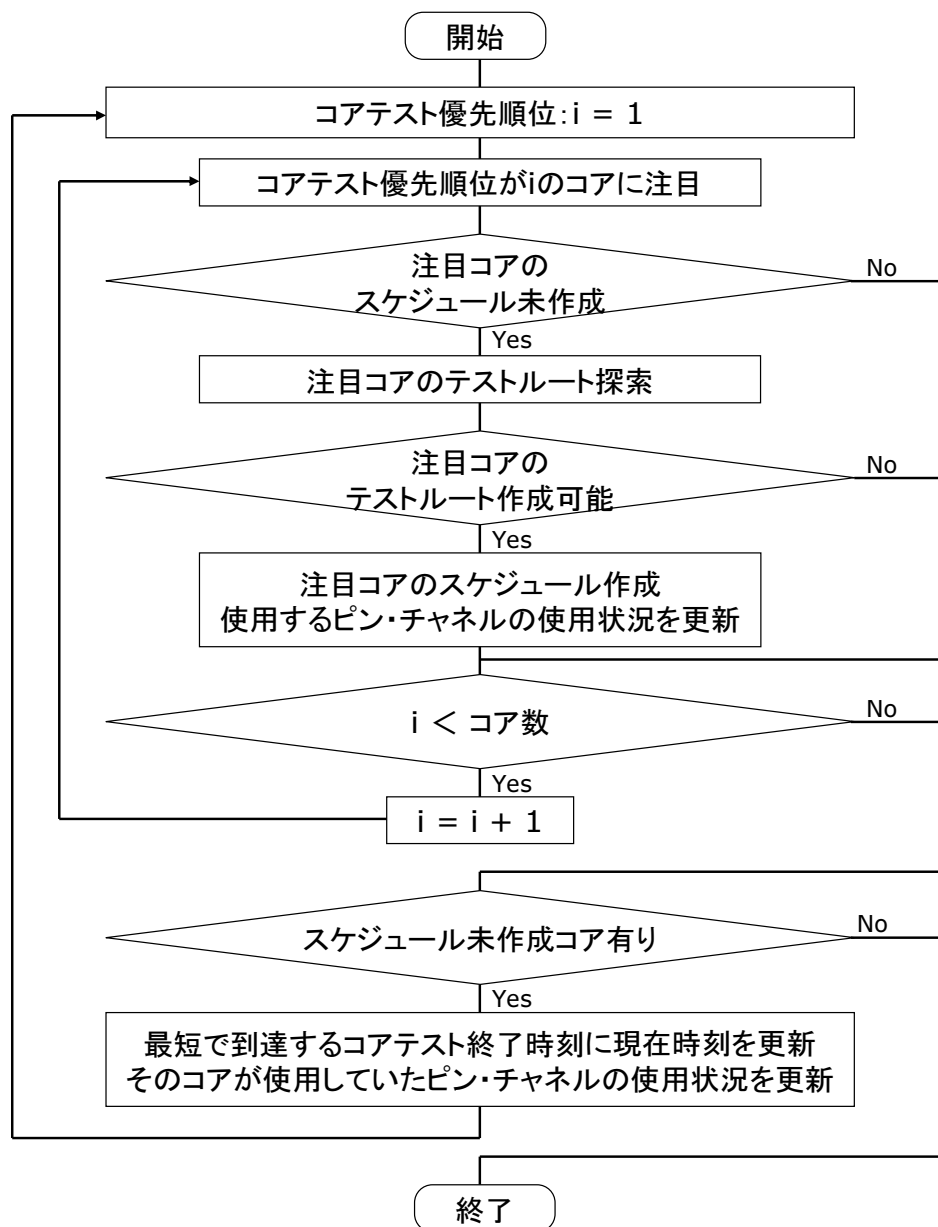 開始
コアテスト優先順位:i = 1
コアテスト優先順位がiのコアに注目
注目コアの
スケジュール未作成
No
Yes
注目コアのテストルート探索
注目コアの
テストルート作成可能
No
Yes
注目コアのスケジュール作成
使用するピン・チャネルの使用状況を更新
i < コア数
No
Yes
i = i + 1
スケジュール未作成コア有り
No
Yes
最短で到達するコアテスト終了時刻に現在時刻を更新
そのコアが使用していたピン・チャネルの使用状況を更新
終了